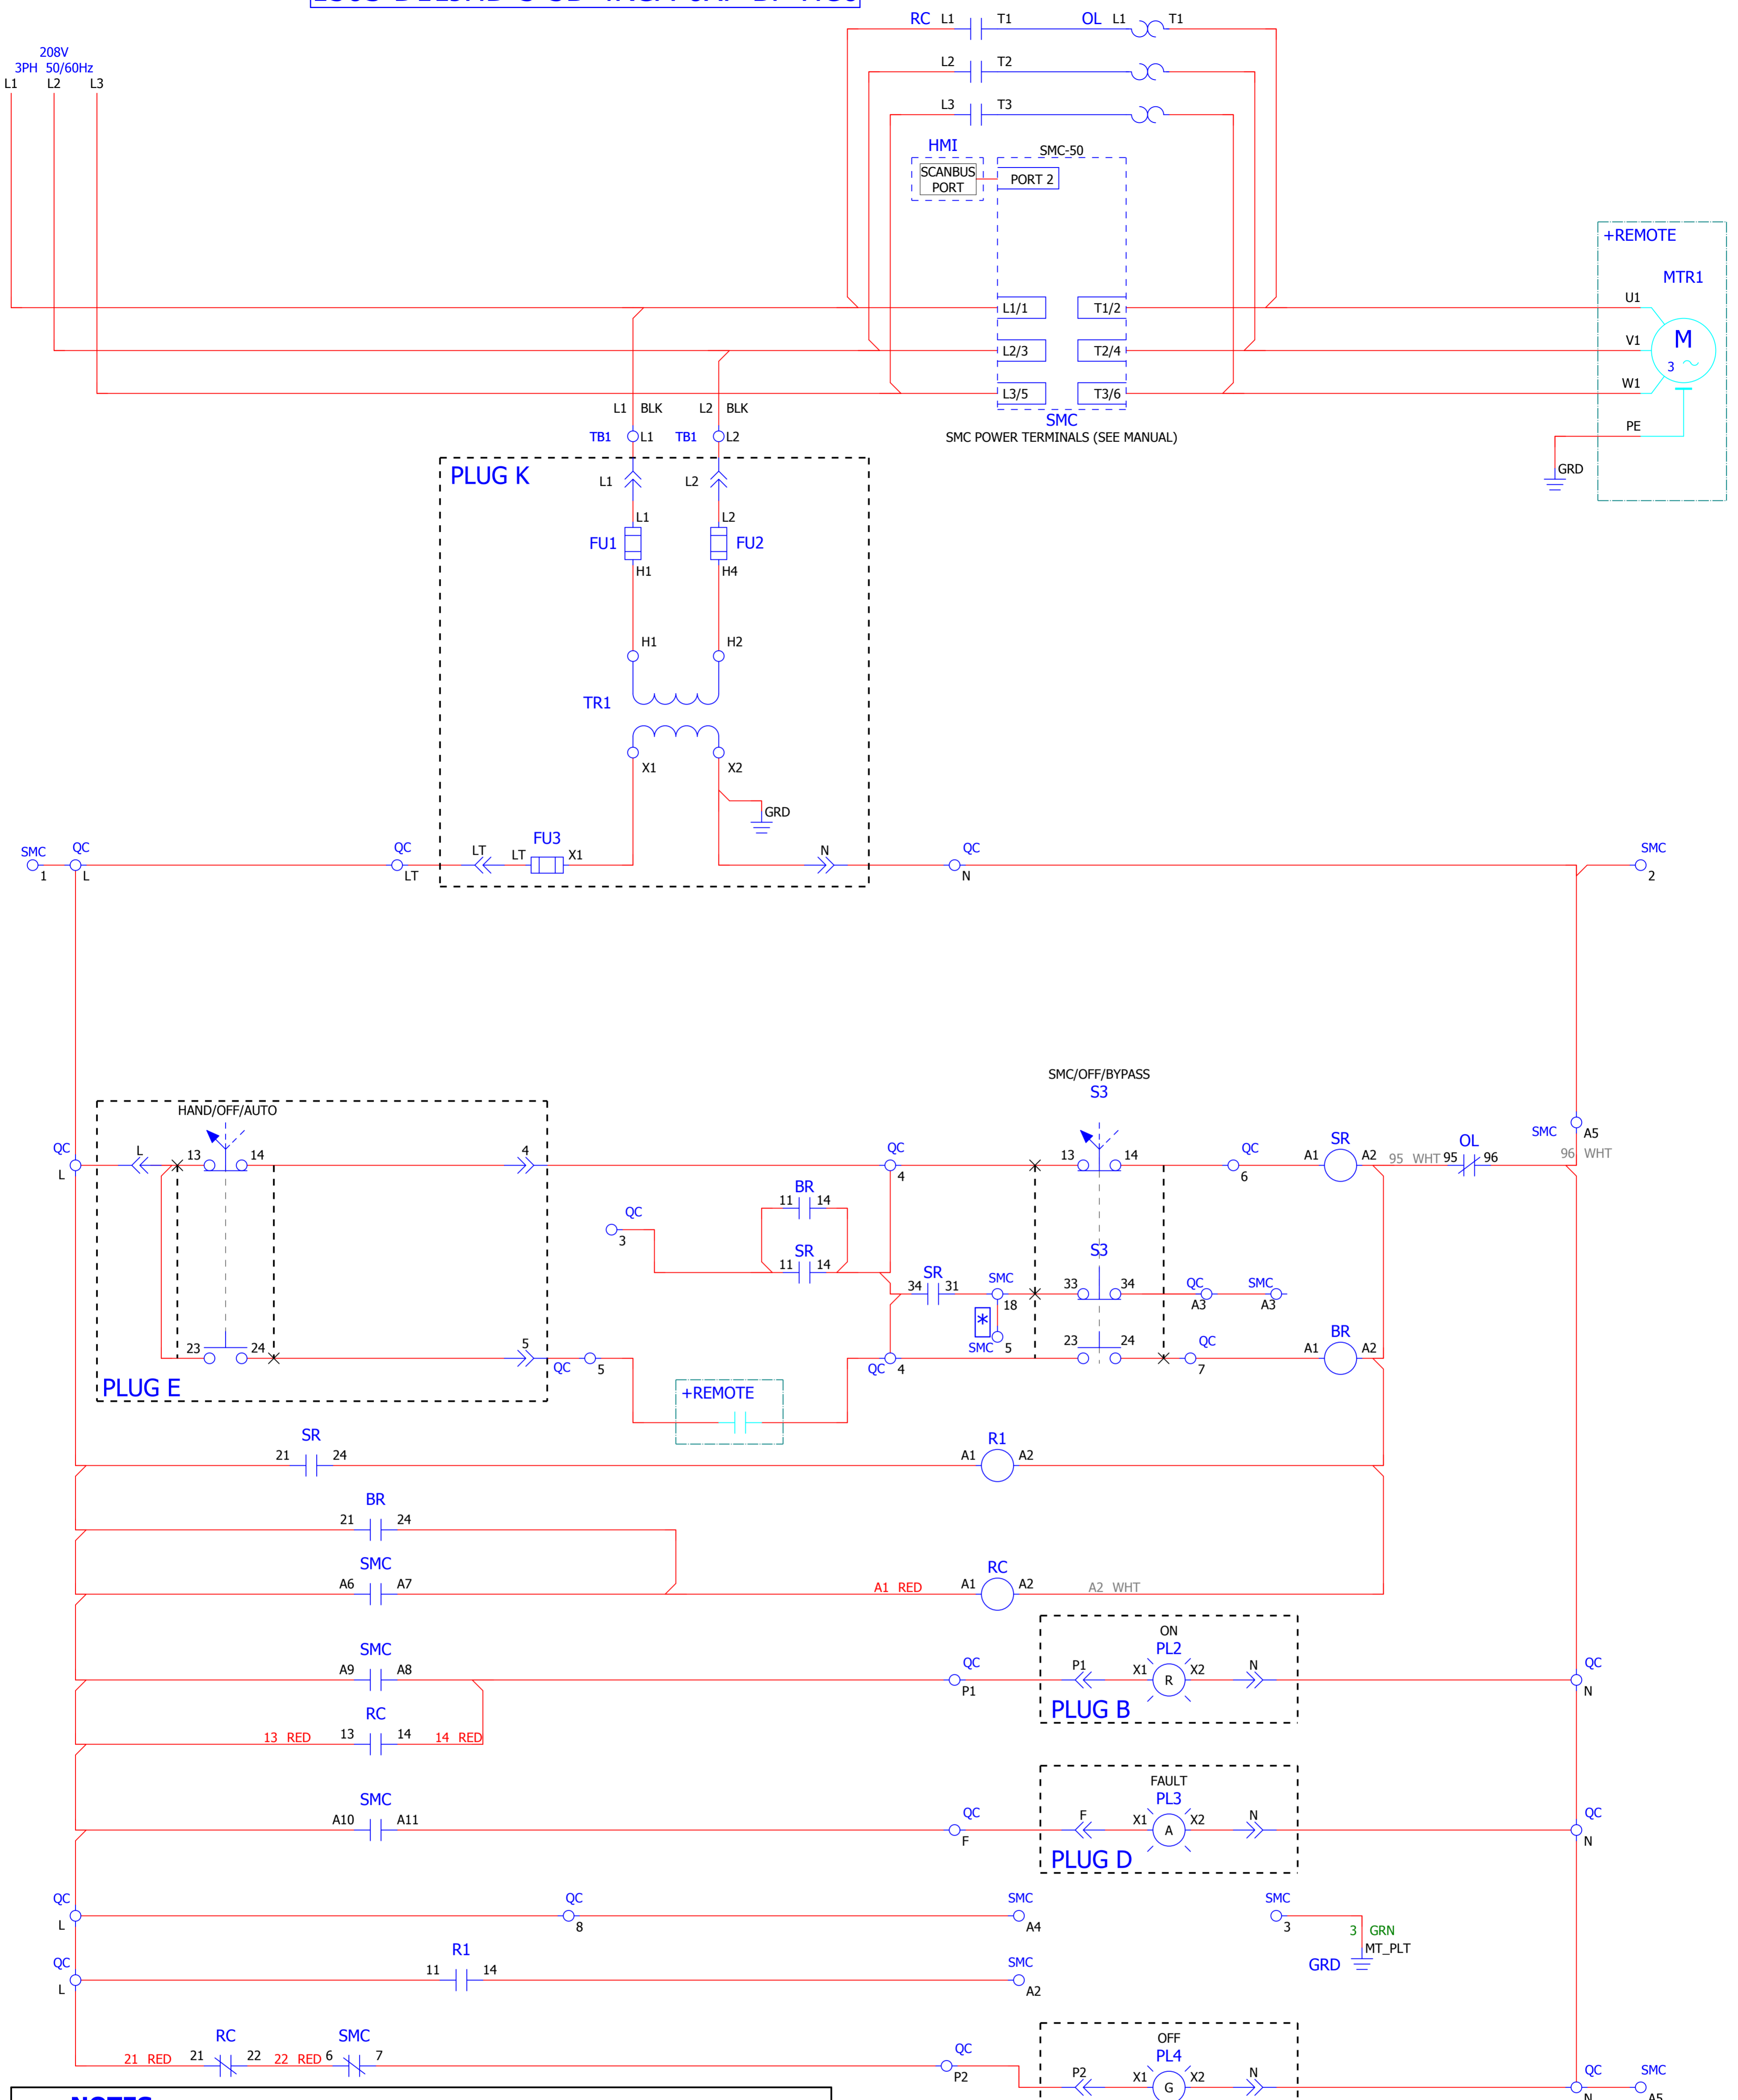 RC L1 T1 OL L1 T1
208V
3PH 50/60Hz
L1 L2 L3
L2 T2
L3 T3
HMI
SMC-50
SCANBUS
PORT
PORT 2
+REMOTE
MTR1
L1/1 T1/2 U1
L2/3 T2/4 V1
M
3
L3/5 T3/6 W1
L1 BLK L2 BLK
SMC
SMC POWER TERMINALS (SEE MANUAL)
PE
GRD
TB1 L1 TB1 L2
PLUG K
L1 L2
L1 L2
FU1 FU2
H1 H4
H1 H2
TR1
X1 X2
GRD
SMC QC QC LT LT FU3 X1 N QC SMC
1 L LT N 2
SMC/OFF/BYPASS
S3
HAND/OFF/AUTO
QC L 13 14 4 QC 13 14 QC SR SMC A5
L 4 6 A1 A2 95 WHT 95 OL 96 96 WHT
BR
11 14
QC
3
SR
11 14
S3
SR
34 31 SMC 33 34 QC SMC
18 A3 A3
*
SMC 5
23 24 5 QC 5 QC 4 23 24 QC 7 A1 BR A2
PLUG E
+REMOTE
SR
21 24 A1 R1 A2
BR
21 24
SMC
A6 A7 A1 RED A1 RC A2 A2 WHT
ON
SMC
A9 A8 QC P1 P1 X1 PL2 X2 N QC
R
N
PLUG B
RC
13 RED 13 14 14 RED
FAULT
SMC
A10 A11 QC F F X1 PL3 X2 N QC
A
N
PLUG D
QC QC SMC SMC
L 8 A4 3
3 GRN
MT_PLT
GRD
QC R1 SMC
L 11 14 A2
OFF
RC SMC
21 RED 21 22 22 RED 6 7 QC P2
P2 X1 PL4 X2 N QC SMC
G